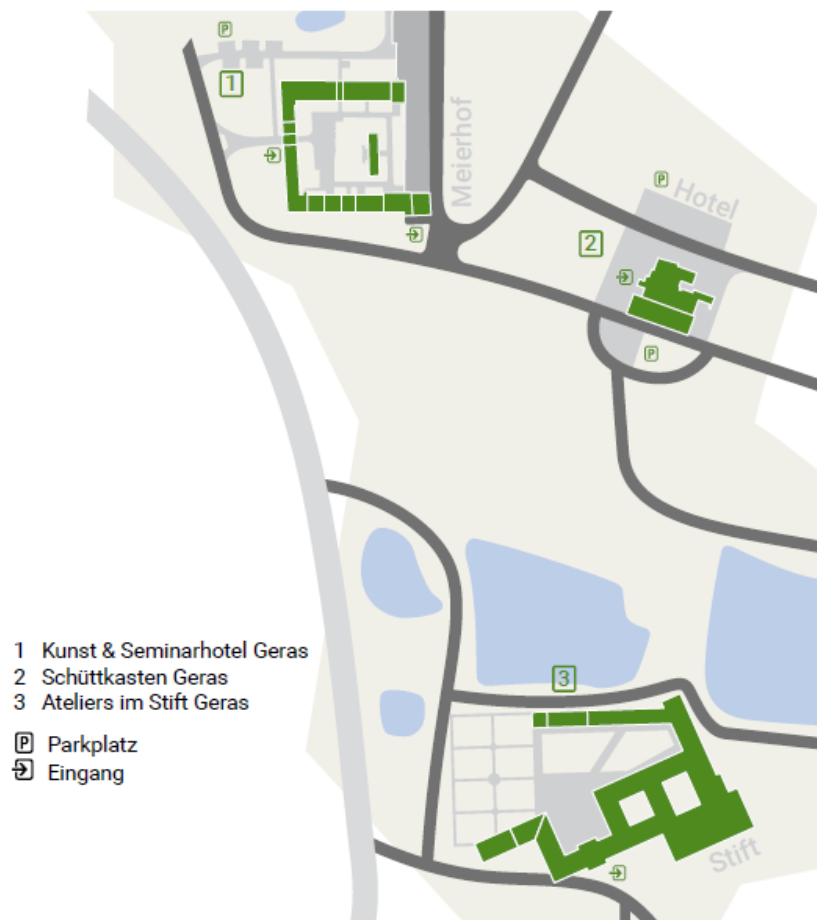 P
1
Meierhof
P
Hotel
2
P
3
1 Kunst & Seminarhotel Geras
2 Schüttkasten Geras
3 Ateliers im Stift Geras
P Parkplatz
Eingang
Stift